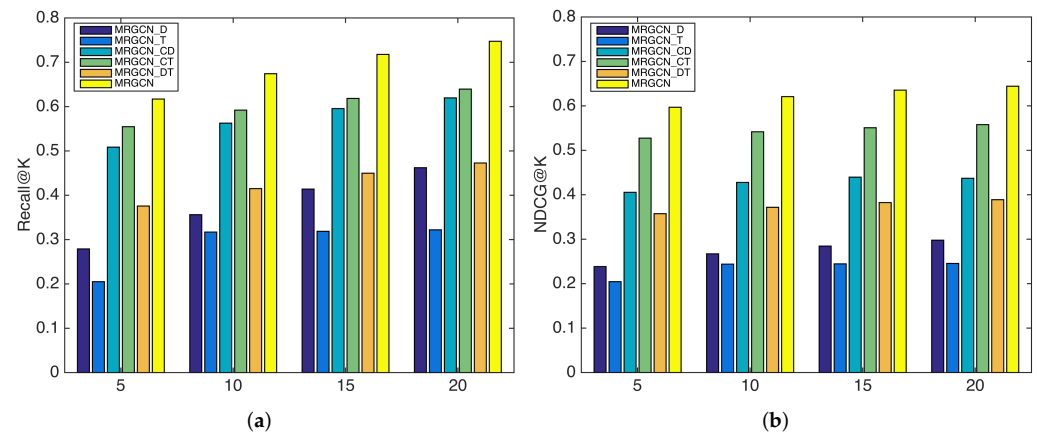 0.8
0.7
0.6
0.5
0.4
0.3
0.2
0.1
0
Recall@K
MRGCN_D
MRGCN_T
MRGCN_CD
MRGCN_CT
MRGCN_DT
MRGCN
5 10 15 20
(a)
0.8
0.7
0.6
0.5
0.4
0.3
0.2
0.1
0
NDCG@K
MRGCN_D
MRGCN_T
MRGCN_CD
MRGCN_CT
MRGCN_DT
MRGCN
5 10 15 20
(b)